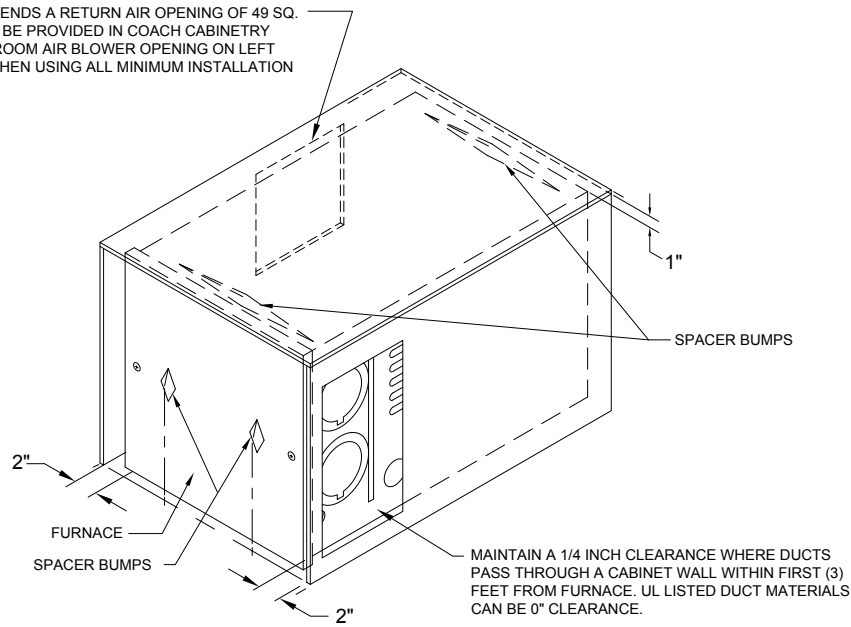 ENDS A RETURN AIR OPENING OF 49 SQ.
BE PROVIDED IN COACH CABINETRY
ROOM AIR BLOWER OPENING ON LEFT
HEN USING ALL MINIMUM INSTALLATION
1"
SPACER BUMPS
2"
FURNACE
SPACER BUMPS
MAINTAIN A 1/4 INCH CLEARANCE WHERE DUCTS
PASS THROUGH A CABINET WALL WITHIN FIRST (3)
FEET FROM FURNACE. UL LISTED DUCT MATERIALS
CAN BE 0" CLEARANCE.
2"